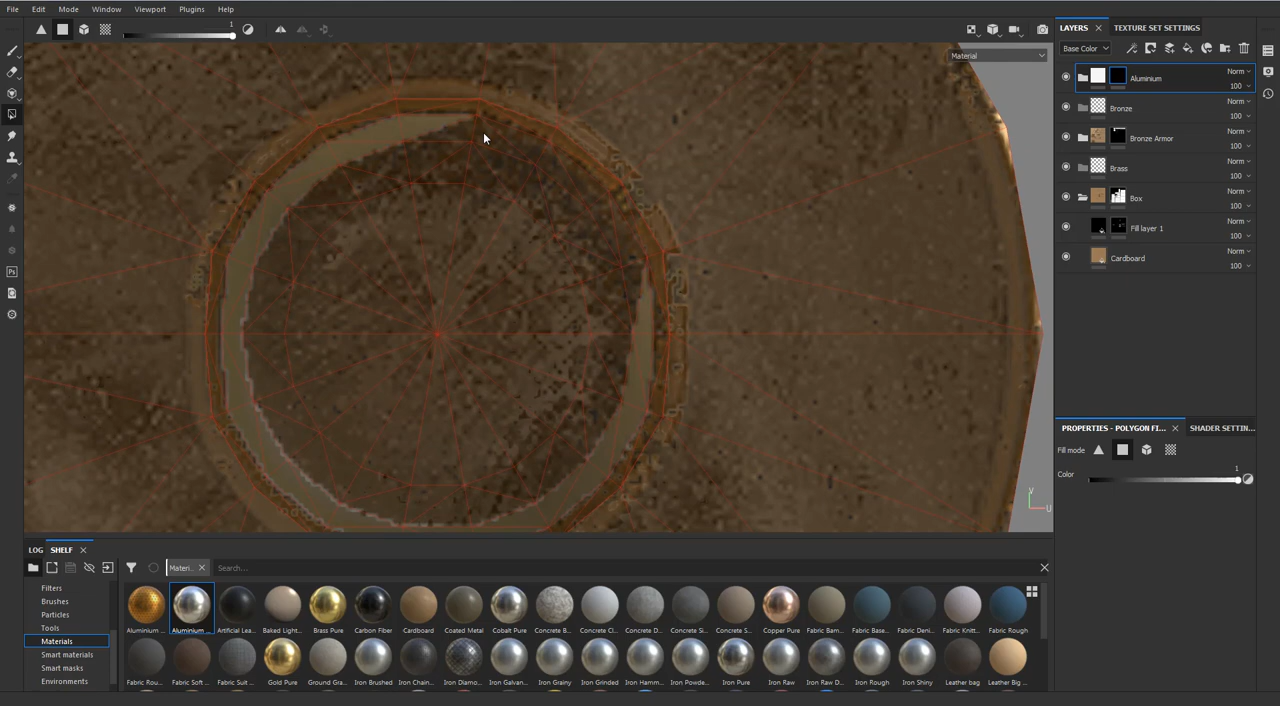 File Edit Mode Window Viewport Plugins Help
1
Material
LAYERS TEXTURE SET SETTINGS
Base Color
Aluminium Norm 100
Bronze Norm 100
Bronze Armor Norm 100
Brass Norm 100
Box Norm 100
Fill layer 1 Norm 100
Cardboard Norm 100
V
U
PROPERTIES - POLYGON FI... SHADER SETTIN...
Fill mode
Color 1
Ps
LOG SHELF
Materi... Search...
Filters
Brushes
Particles
Tools
Materials
Smart materials
Smart masks
Environments
Aluminium ... Aluminium ... Artificial Lea... Baked Light... Brass Pure Carbon Fiber Cardboard Coated Metal Cobalt Pure Concrete B... Concrete Cl... Concrete D... Concrete Si... Concrete S... Copper Pure Fabric Bam... Fabric Base... Fabric Deni... Fabric Knitt... Fabric Rough
Fabric Rou... Fabric Soft ... Fabric Suit ... Gold Pure Ground Gra... Iron Brushed Iron Chain... Iron Diamo... Iron Galvan... Iron Grainy Iron Grinded Iron Hamm... Iron Powde... Iron Pure Iron Raw Iron Raw D... Iron Rough Iron Shiny Leather bag Leather Big ...